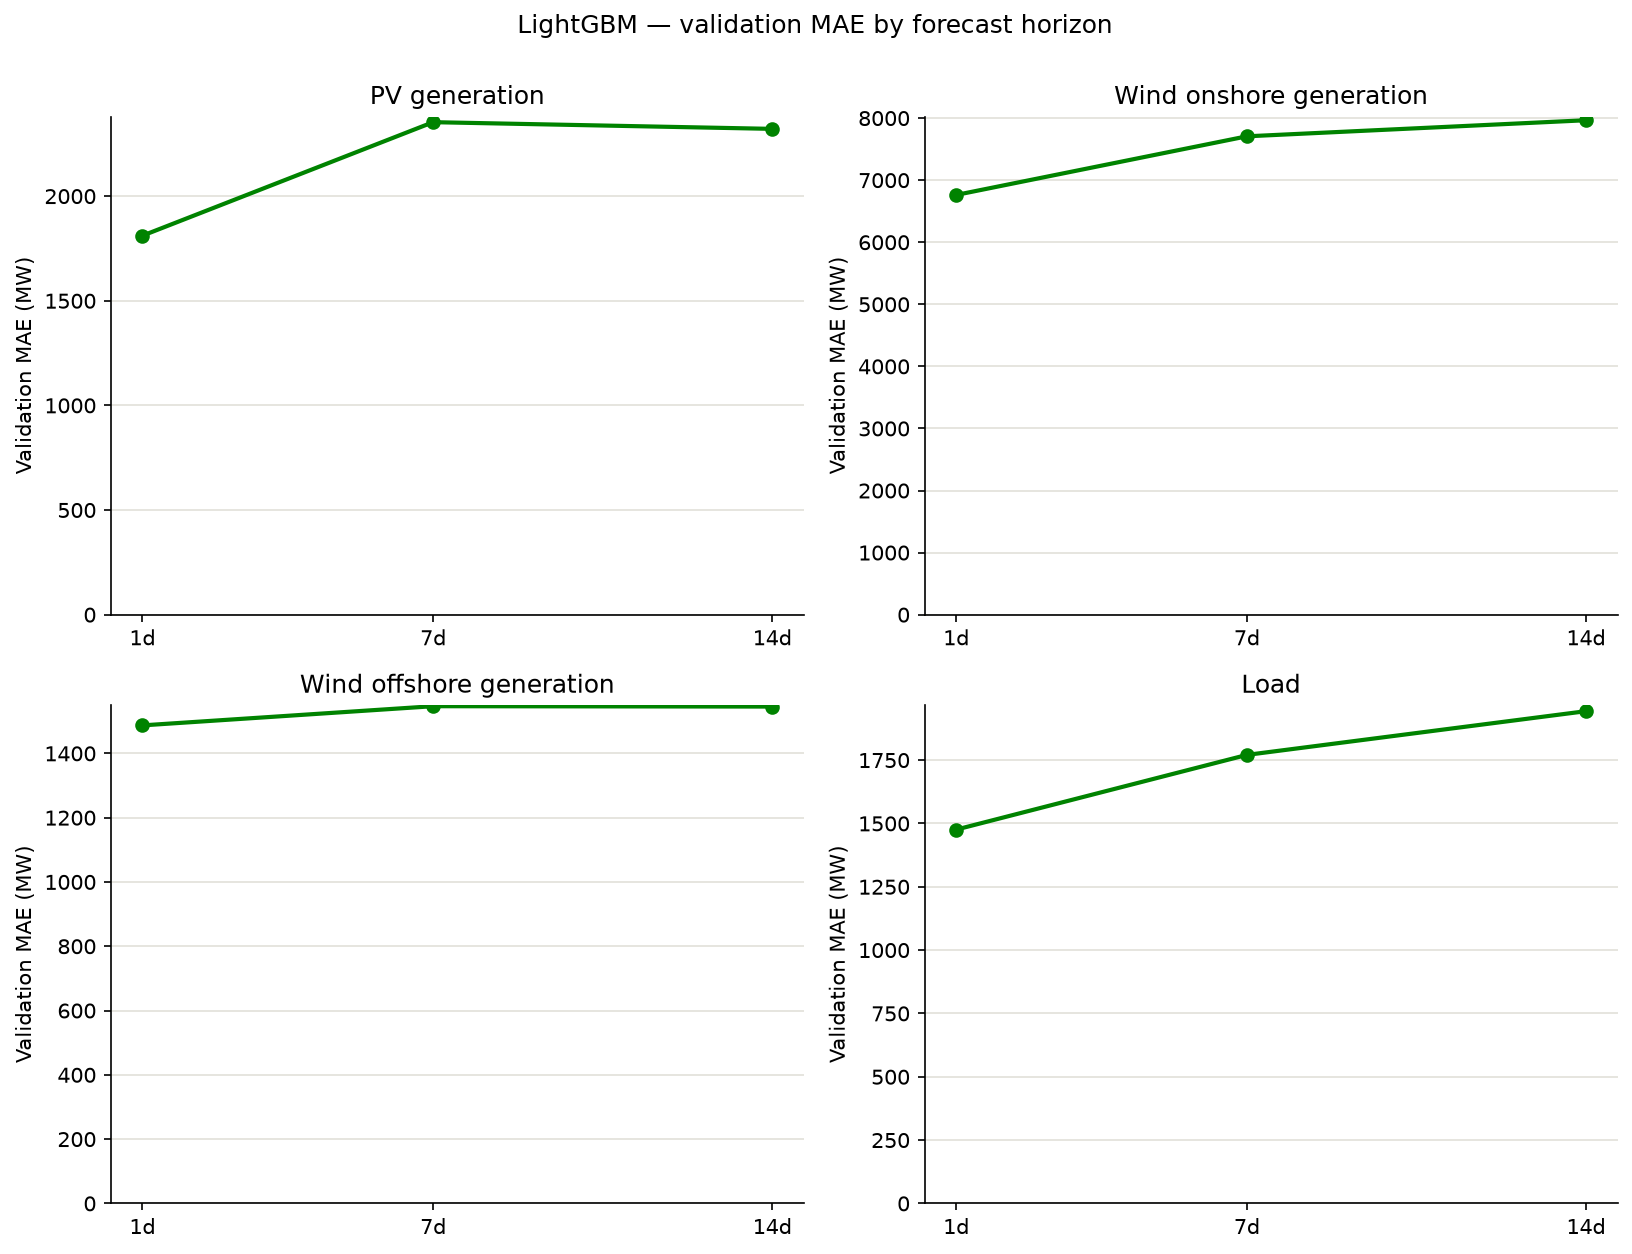 LightGBM — validation MAE by forecast horizon
PV generation
Validation MAE (MW)
2000
1500
1000
500
0
1d 7d 14d
Wind onshore generation
Validation MAE (MW)
8000
7000
6000
5000
4000
3000
2000
1000
0
1d 7d 14d
Wind offshore generation
Validation MAE (MW)
1400
1200
1000
800
600
400
200
0
1d 7d 14d
Load
Validation MAE (MW)
1750
1500
1250
1000
750
500
250
0
1d 7d 14d